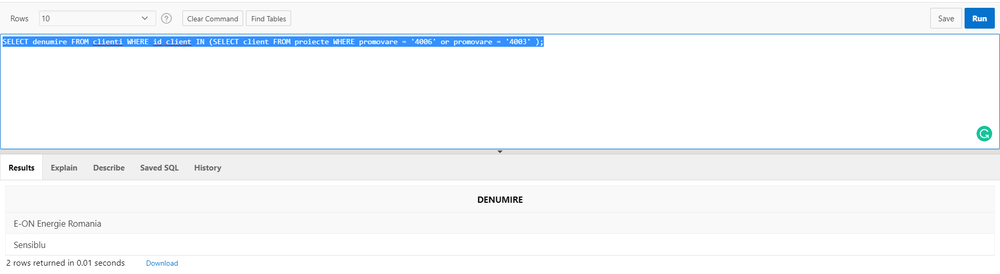 Rows 10 ? Clear Command Find Tables Save Run
SELECT denumire FROM clienti WHERE id_client IN (SELECT client FROM proiecte WHERE promovare = '4006' or promovare = '4003' );
Results Explain Describe Saved SQL History
DENUMIRE
E-ON Energie Romania
Sensiblu
2 rows returned in 0.01 seconds Download